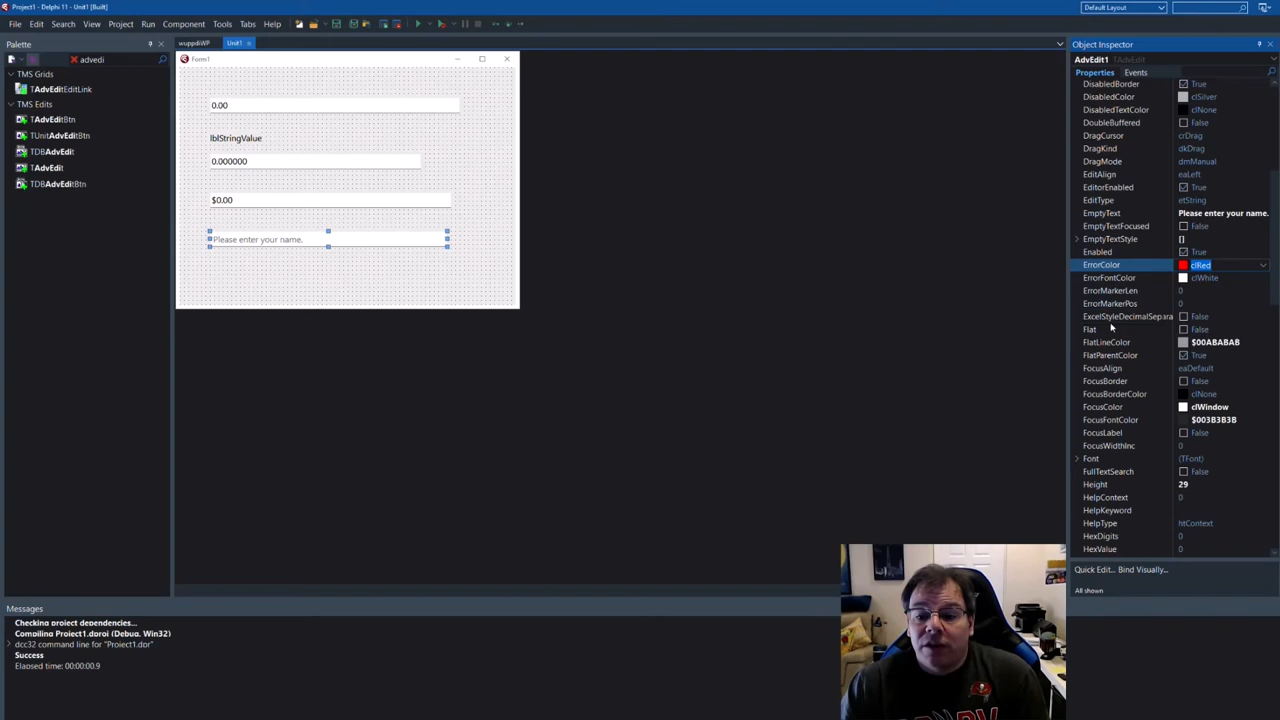 Project1 - Delphi 11 - Unit1 [Built]
Default Layout
File Edit Search View Project Run Component Tools Tabs Help
Palette
advedi
TMS Grids
TAdvEditEditLink
TMS Edits
TAdvEditBtn
TUnitAdvEditBtn
TDBAdvEdit
TAdvEdit
TDBAdvEditBtn
wuppdiWP
Unit1
Form1
0.00
lblStringValue
0.000000
$0.00
Please enter your name.
Object Inspector
AdvEdit1 TAdvEdit
Properties Events
DisabledBorder True
DisabledColor clSilver
DisabledTextColor clNone
DoubleBuffered False
DragCursor crDrag
DragKind dkDrag
DragMode dmManual
EditAlign eaLeft
EditorEnabled True
EditType etString
EmptyText Please enter your name.
EmptyTextFocused False
EmptyTextStyle []
Enabled True
ErrorColor clRed
ErrorFontColor clWhite
ErrorMarkerLen 0
ErrorMarkerPos 0
ExcelStyleDecimalSepara False
Flat False
FlatLineColor $00ABABAB
FlatParentColor True
FocusAlign eaDefault
FocusBorder False
FocusBorderColor clNone
FocusColor clWindow
FocusFontColor $003B3B3B
FocusLabel False
FocusWidthInc 0
Font (TFont)
FullTextSearch False
Height 29
HelpContext 0
HelpKeyword
HelpType htContext
HexDigits 0
HexValue 0
Quick Edit... Bind Visually...
All shown
Messages
Checking project dependencies...
Compiling Project1.dproj (Debug, Win32)
dcc32 command line for "Project1.dpr"
Success
Elapsed time: 00:00:00.9